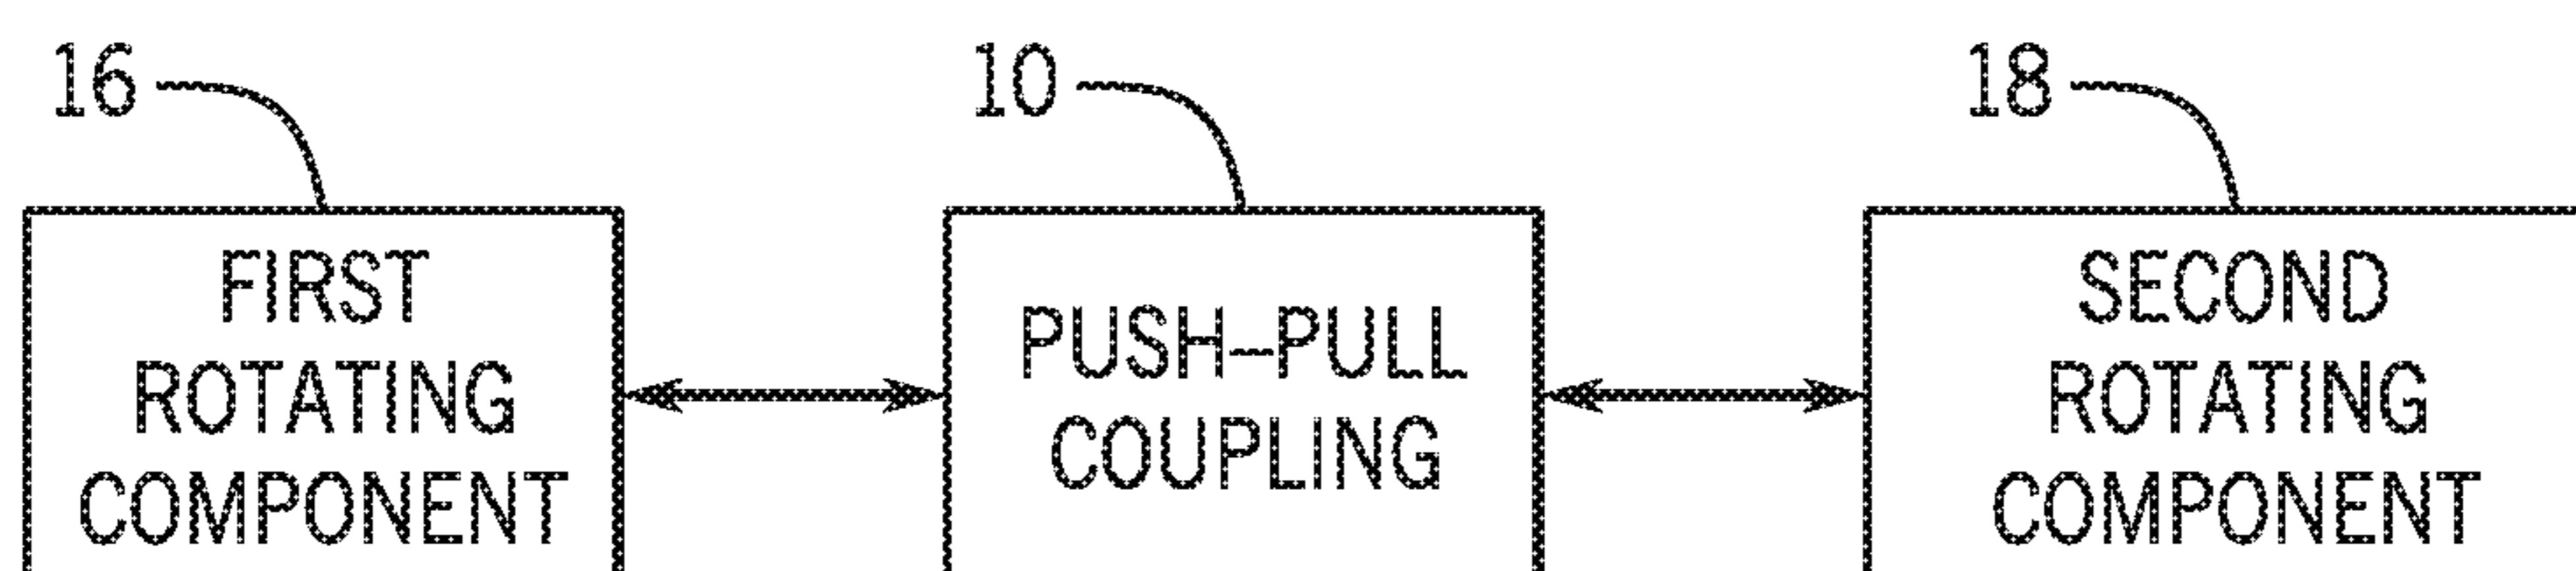 16
10
18
FIRST
ROTATING
COMPONENT
PUSH–PULL
COUPLING
SECOND
ROTATING
COMPONENT